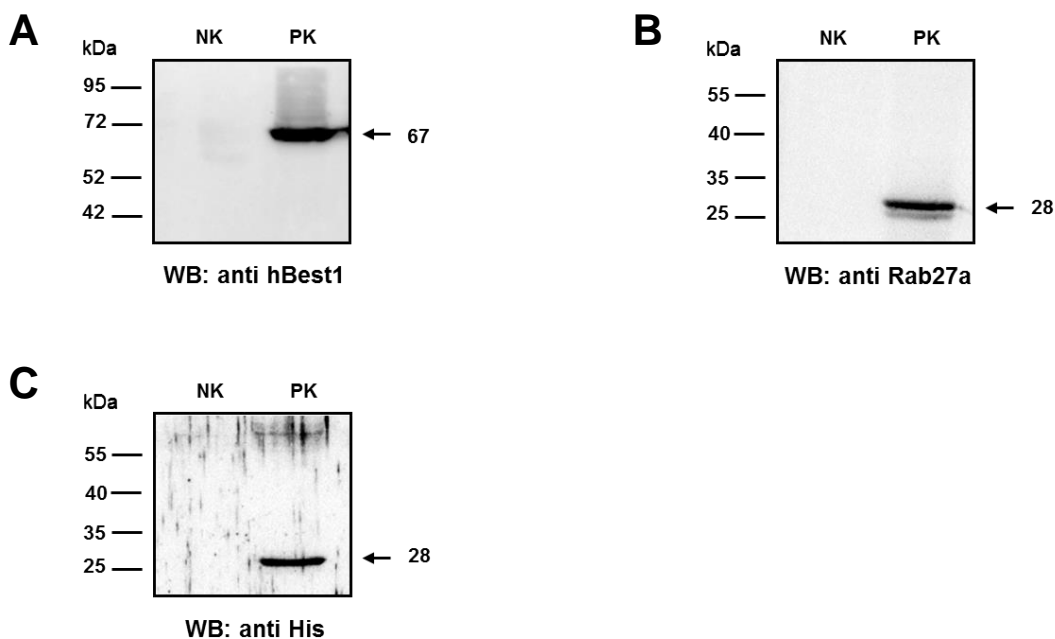 A
kDa
NK PK
95
72
52
42
67
WB: anti hBest1
B
kDa
NK PK
55
40
35
25
28
WB: anti Rab27a
C
kDa
NK PK
55
40
35
25
28
WB: anti His